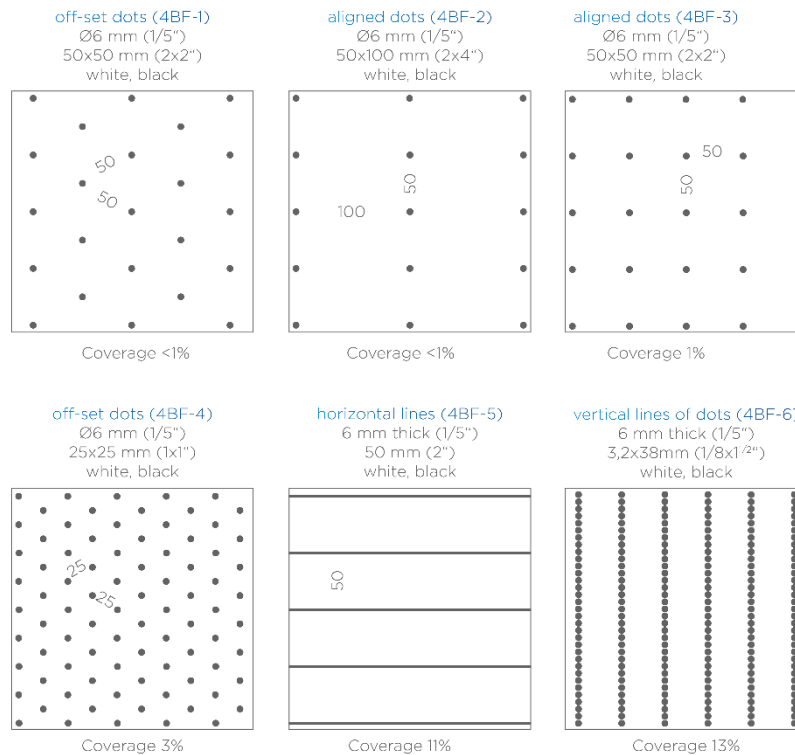 off-set dots (4BF-1)
Ø6 mm (1/5“)
50x50 mm (2x2“)
white, black
50
50
Coverage <1%
aligned dots (4BF-2)
Ø6 mm (1/5“)
50x100 mm (2x4“)
white, black
50
100
Coverage <1%
aligned dots (4BF-3)
Ø6 mm (1/5“)
50x50 mm (2x2“)
white, black
50
50
Coverage 1%
off-set dots (4BF-4)
Ø6 mm (1/5“)
25x25 mm (1x1“)
white, black
25
25
Coverage 3%
horizontal lines (4BF-5)
6 mm thick (1/5“)
50 mm (2“)
white, black
50
Coverage 11%
vertical lines of dots (4BF-6)
6 mm thick (1/5“)
3,2x38mm (1/8x1¹ᐟ²“)
white, black
Coverage 13%